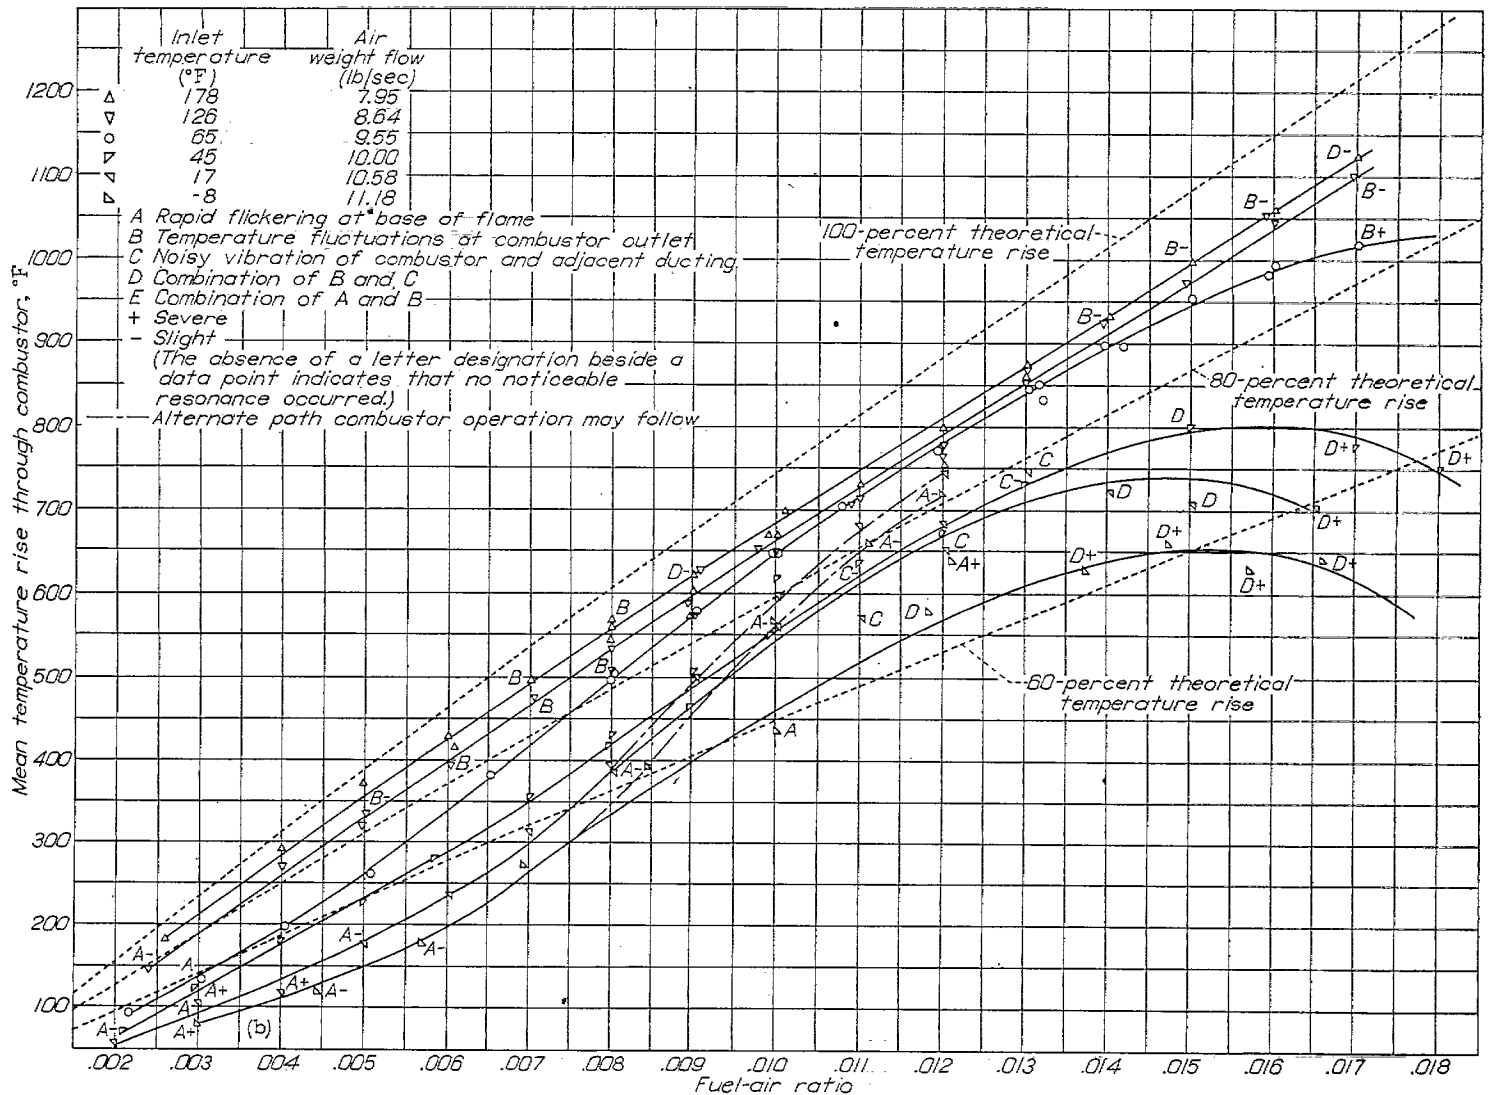 Inlet temperature (°F)
Air weight flow (lb/sec)
△ 178 7.95
▽ 126 8.64
○ 65 9.55
45 10.00
17 10.58
-8 11.18
A Rapid flickering at base of flame
B Temperature fluctuations at combustor outlet
C Noisy vibration of combustor and adjacent ducting
D Combination of B and C
E Combination of A and B
+ Severe
- Slight
(The absence of a letter designation beside a
data point indicates that no noticeable
resonance occurred.)
Alternate path combustor operation may follow
100-percent theoretical
temperature rise
80-percent theoretical
temperature rise
60-percent theoretical
temperature rise
Mean temperature rise through combustor, °F
1200
1100
1000
900
800
700
600
500
400
300
200
100
D-
B-
B-
B+
B-
B-
D
D+
D+
C
C-
D
D
D+
A-
A-
C
A+
C-
D+
D+
D+
D+
D-
B
A-
C
D
B
B
B
A
B
A-
B-
A-
A
A-
A-
A+
A+
A-
A-
A-
A+
(b)
.002 .003 .004 .005 .006 .007 .008 .009 .010 .011 .012 .013 .014 .015 .016 .017 .018
Fuel-air ratio